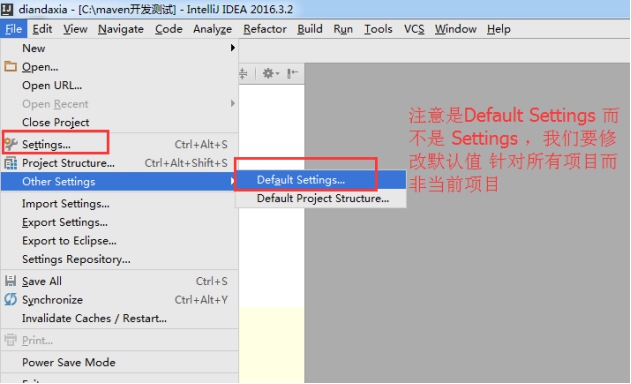 diandaxia - [C:\maven开发测试] - IntelliJ IDEA 2016.3.2
File Edit View Navigate Code Analyze Refactor Build Run Tools VCS Window Help
New
Open...
Open URL...
Open Recent
Close Project
Settings... Ctrl+Alt+S
Project Structure... Ctrl+Alt+Shift+S
Other Settings
Default Settings...
Default Project Structure...
Import Settings...
Export Settings...
Export to Eclipse...
Settings Repository...
Save All Ctrl+S
Synchronize Ctrl+Alt+Y
Invalidate Caches / Restart...
Print...
Power Save Mode
注意是Default Settings 而
不是 Settings ，我们要修
改默认值 针对所有项目而
非当前项目